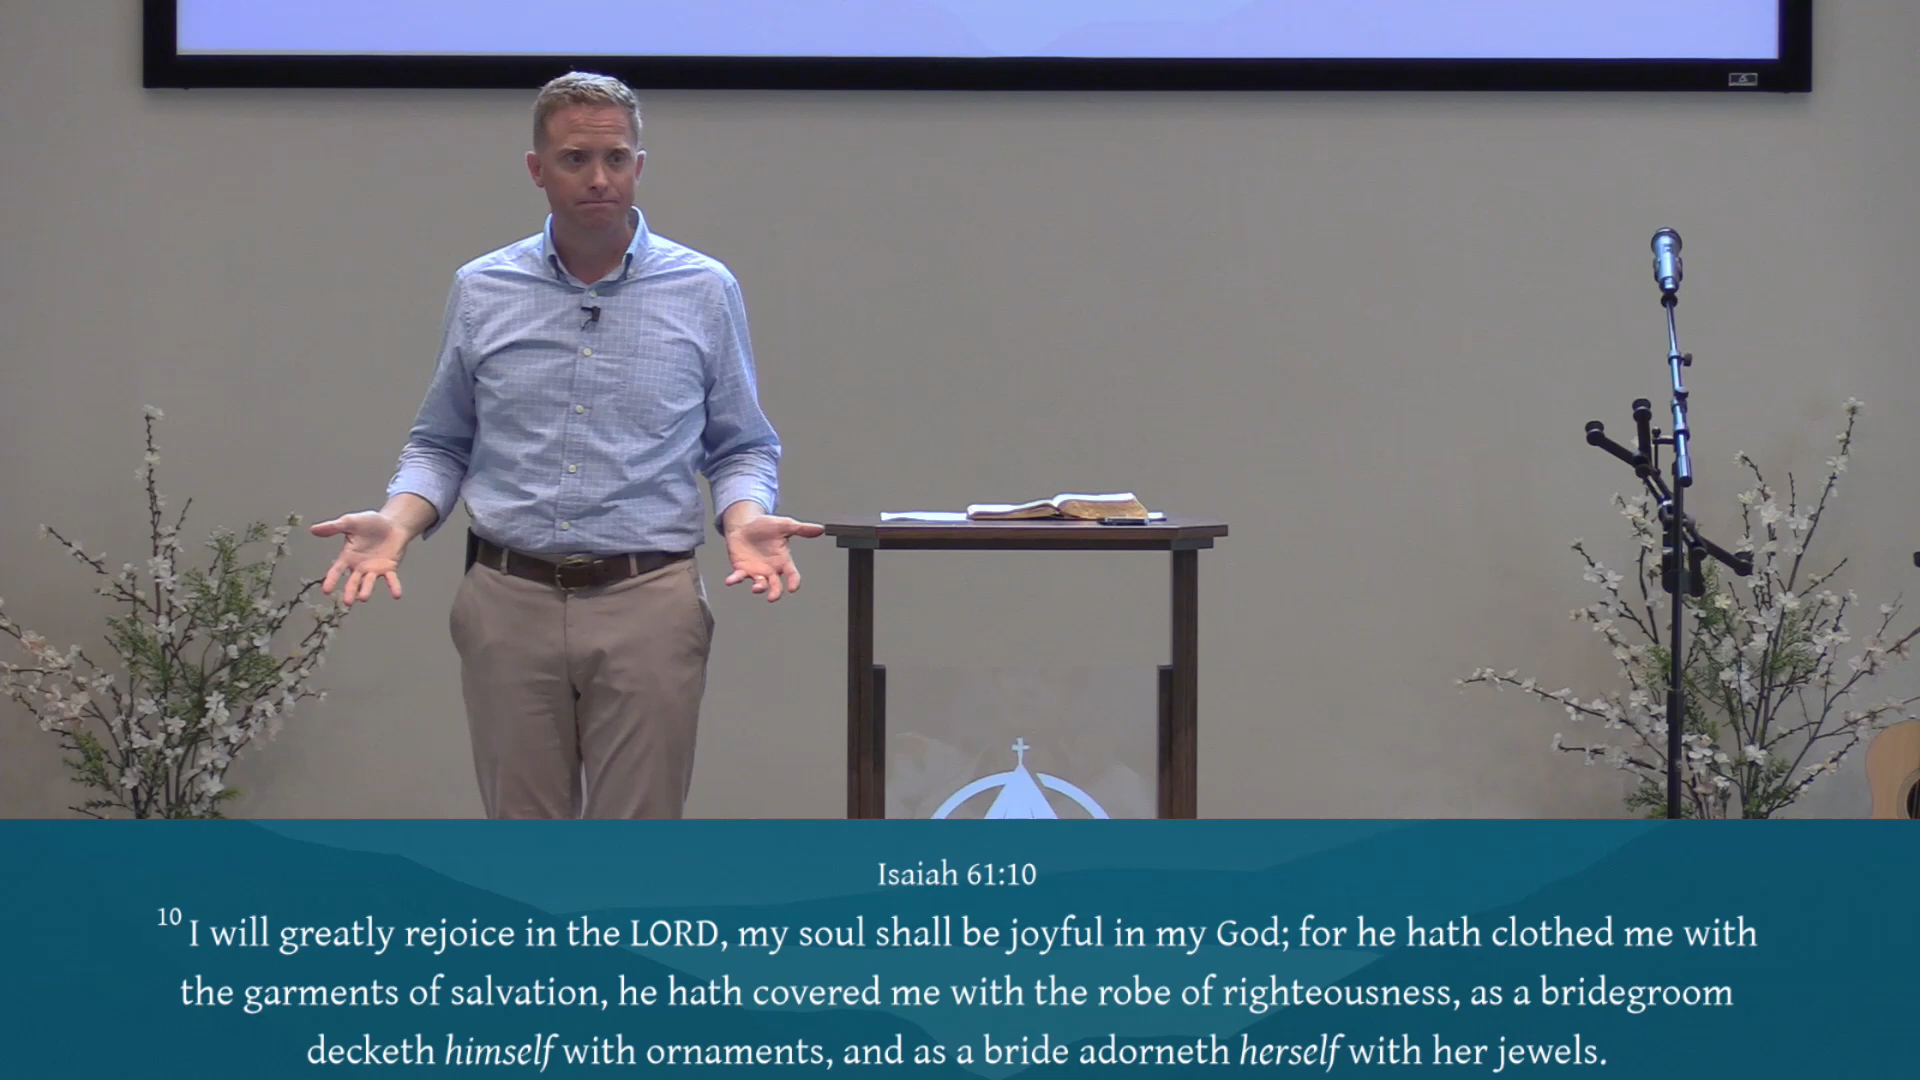 Isaiah 61:10
10 I will greatly rejoice in the LORD, my soul shall be joyful in my God; for he hath clothed me with
the garments of salvation, he hath covered me with the robe of righteousness, as a bridegroom
decketh himself with ornaments, and as a bride adorneth herself with her jewels.